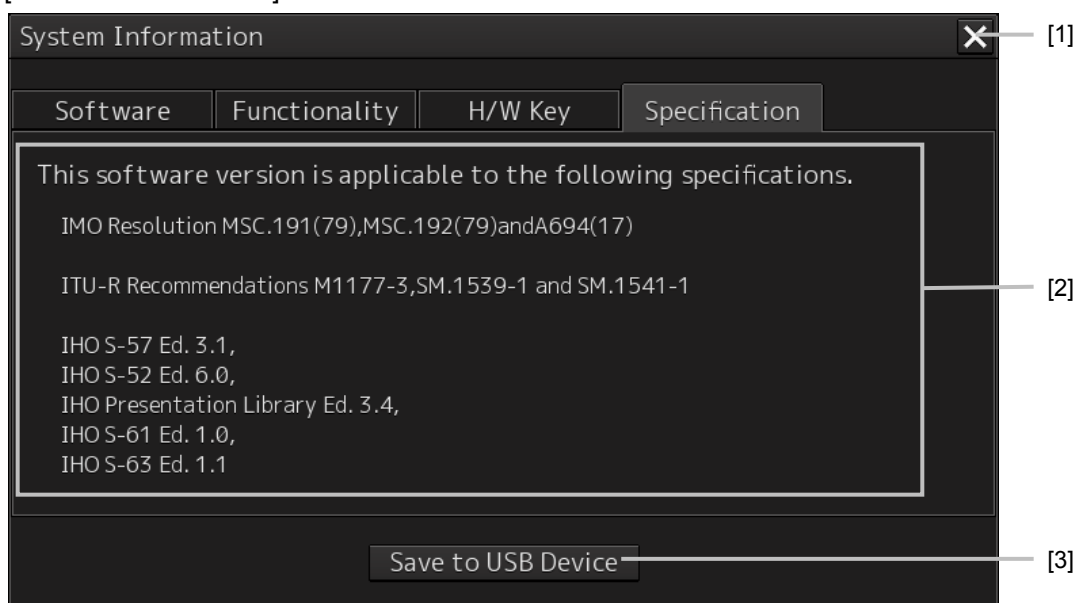 System Information
[1]
Software Functionality H/W Key Specification
This software version is applicable to the following specifications.
IMO Resolution MSC.191(79),MSC.192(79)andA694(17)
ITU-R Recommendations M1177-3,SM.1539-1 and SM.1541-1
[2]
IHO S-57 Ed. 3.1,
IHO S-52 Ed. 6.0,
IHO Presentation Library Ed. 3.4,
IHO S-61 Ed. 1.0,
IHO S-63 Ed. 1.1
Save to USB Device
[3]